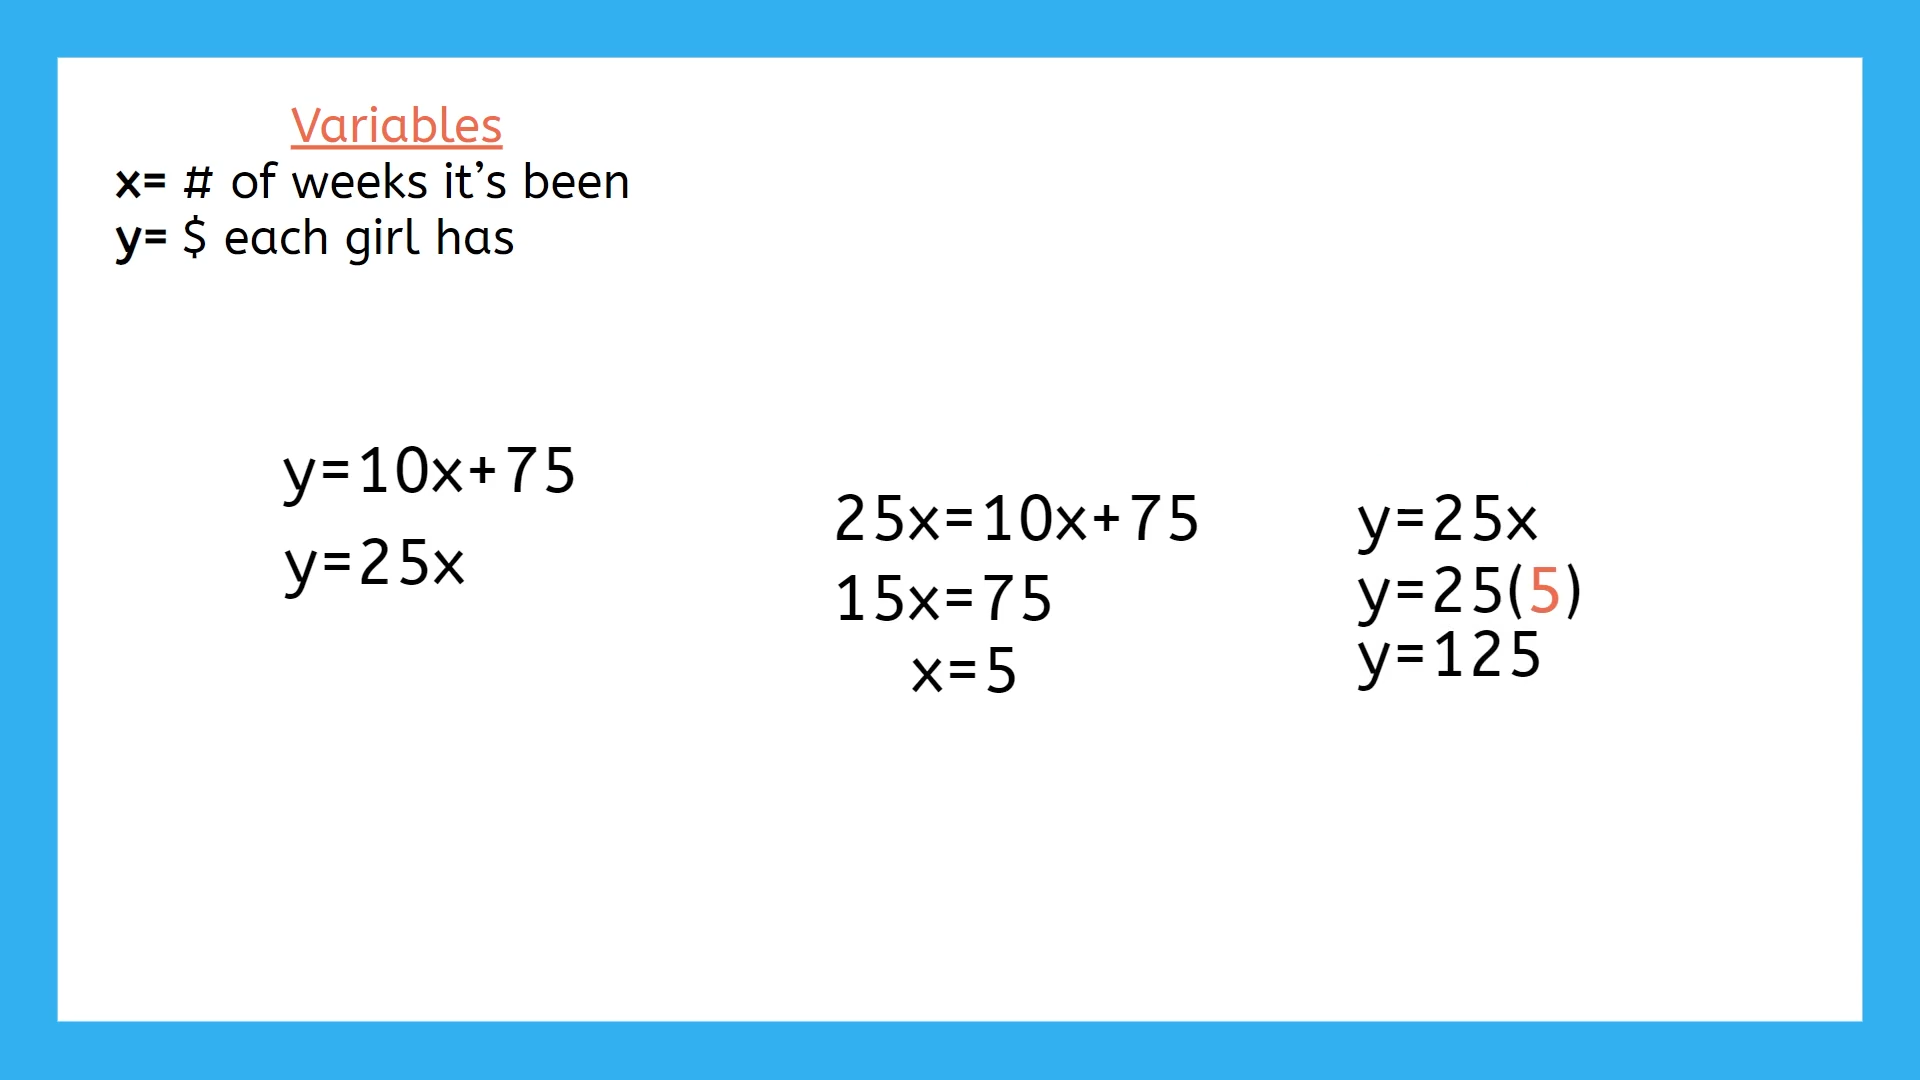 Variables
x= # of weeks it’s been
y= $ each girl has
y=10x+75
y=25x
25x=10x+75
15x=75
x=5
y=25x
y=25(5)
y=125